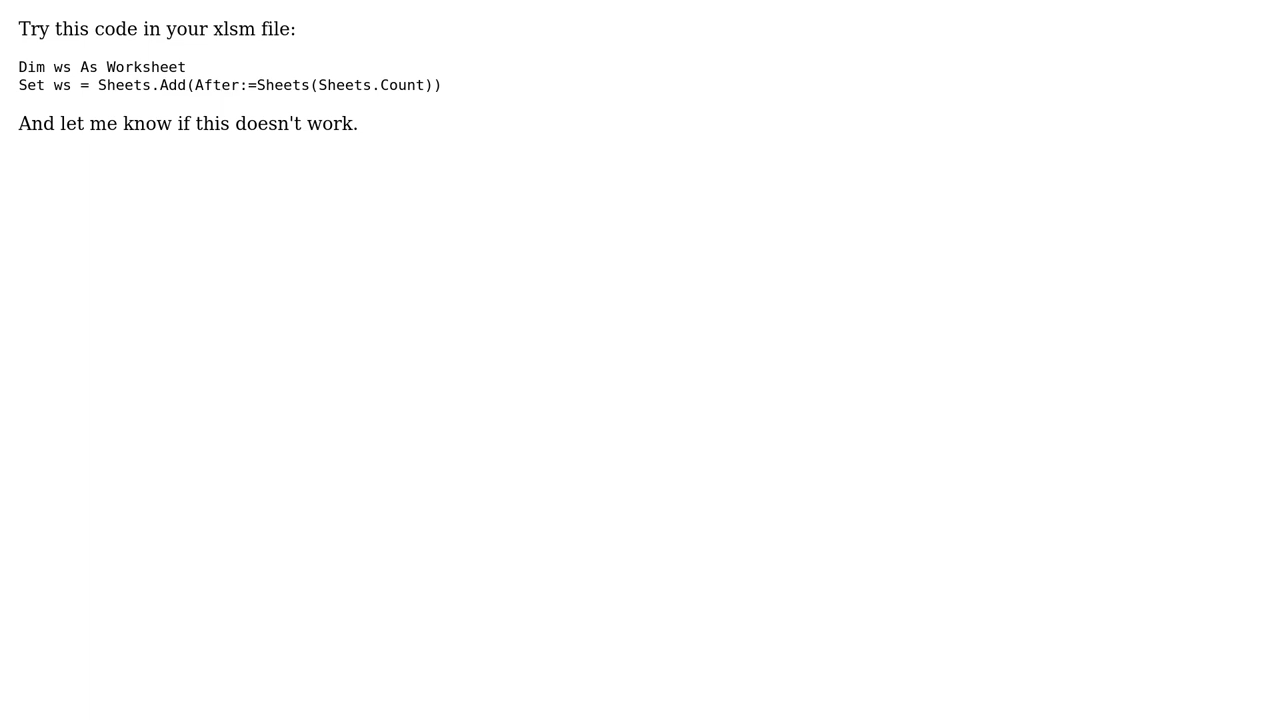 Try this code in your xlsm file:
Dim ws As Worksheet
Set ws = Sheets.Add(After:=Sheets(Sheets.Count))
And let me know if this doesn't work.